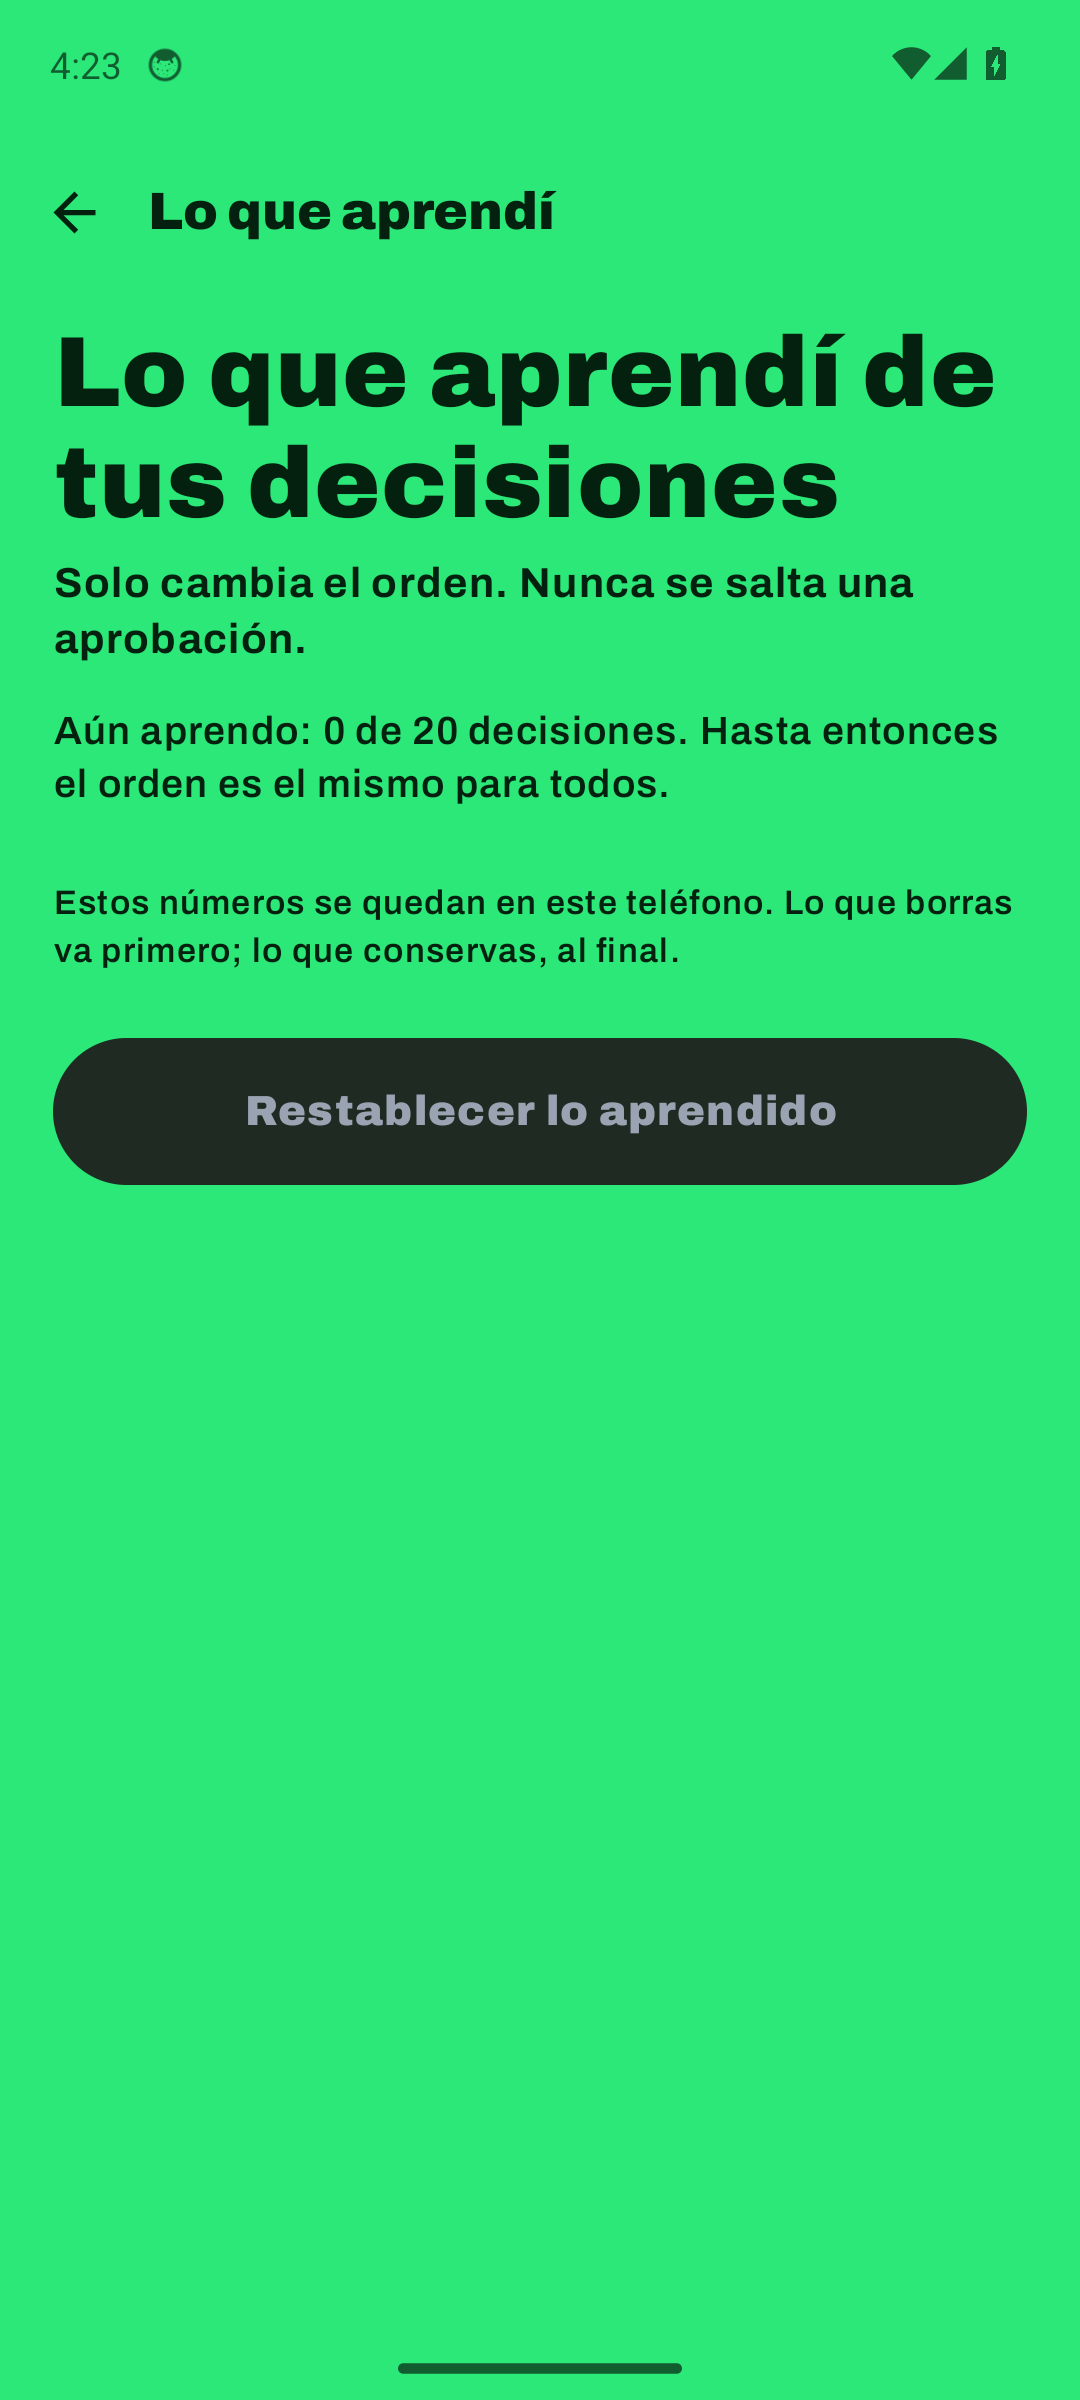 4:23
Lo que aprendí
Lo que aprendí de
tus decisiones
Solo cambia el orden. Nunca se salta una
aprobación.
Aún aprendo: 0 de 20 decisiones. Hasta entonces
el orden es el mismo para todos.
Estos números se quedan en este teléfono. Lo que borras
va primero; lo que conservas, al final.
Restablecer lo aprendido